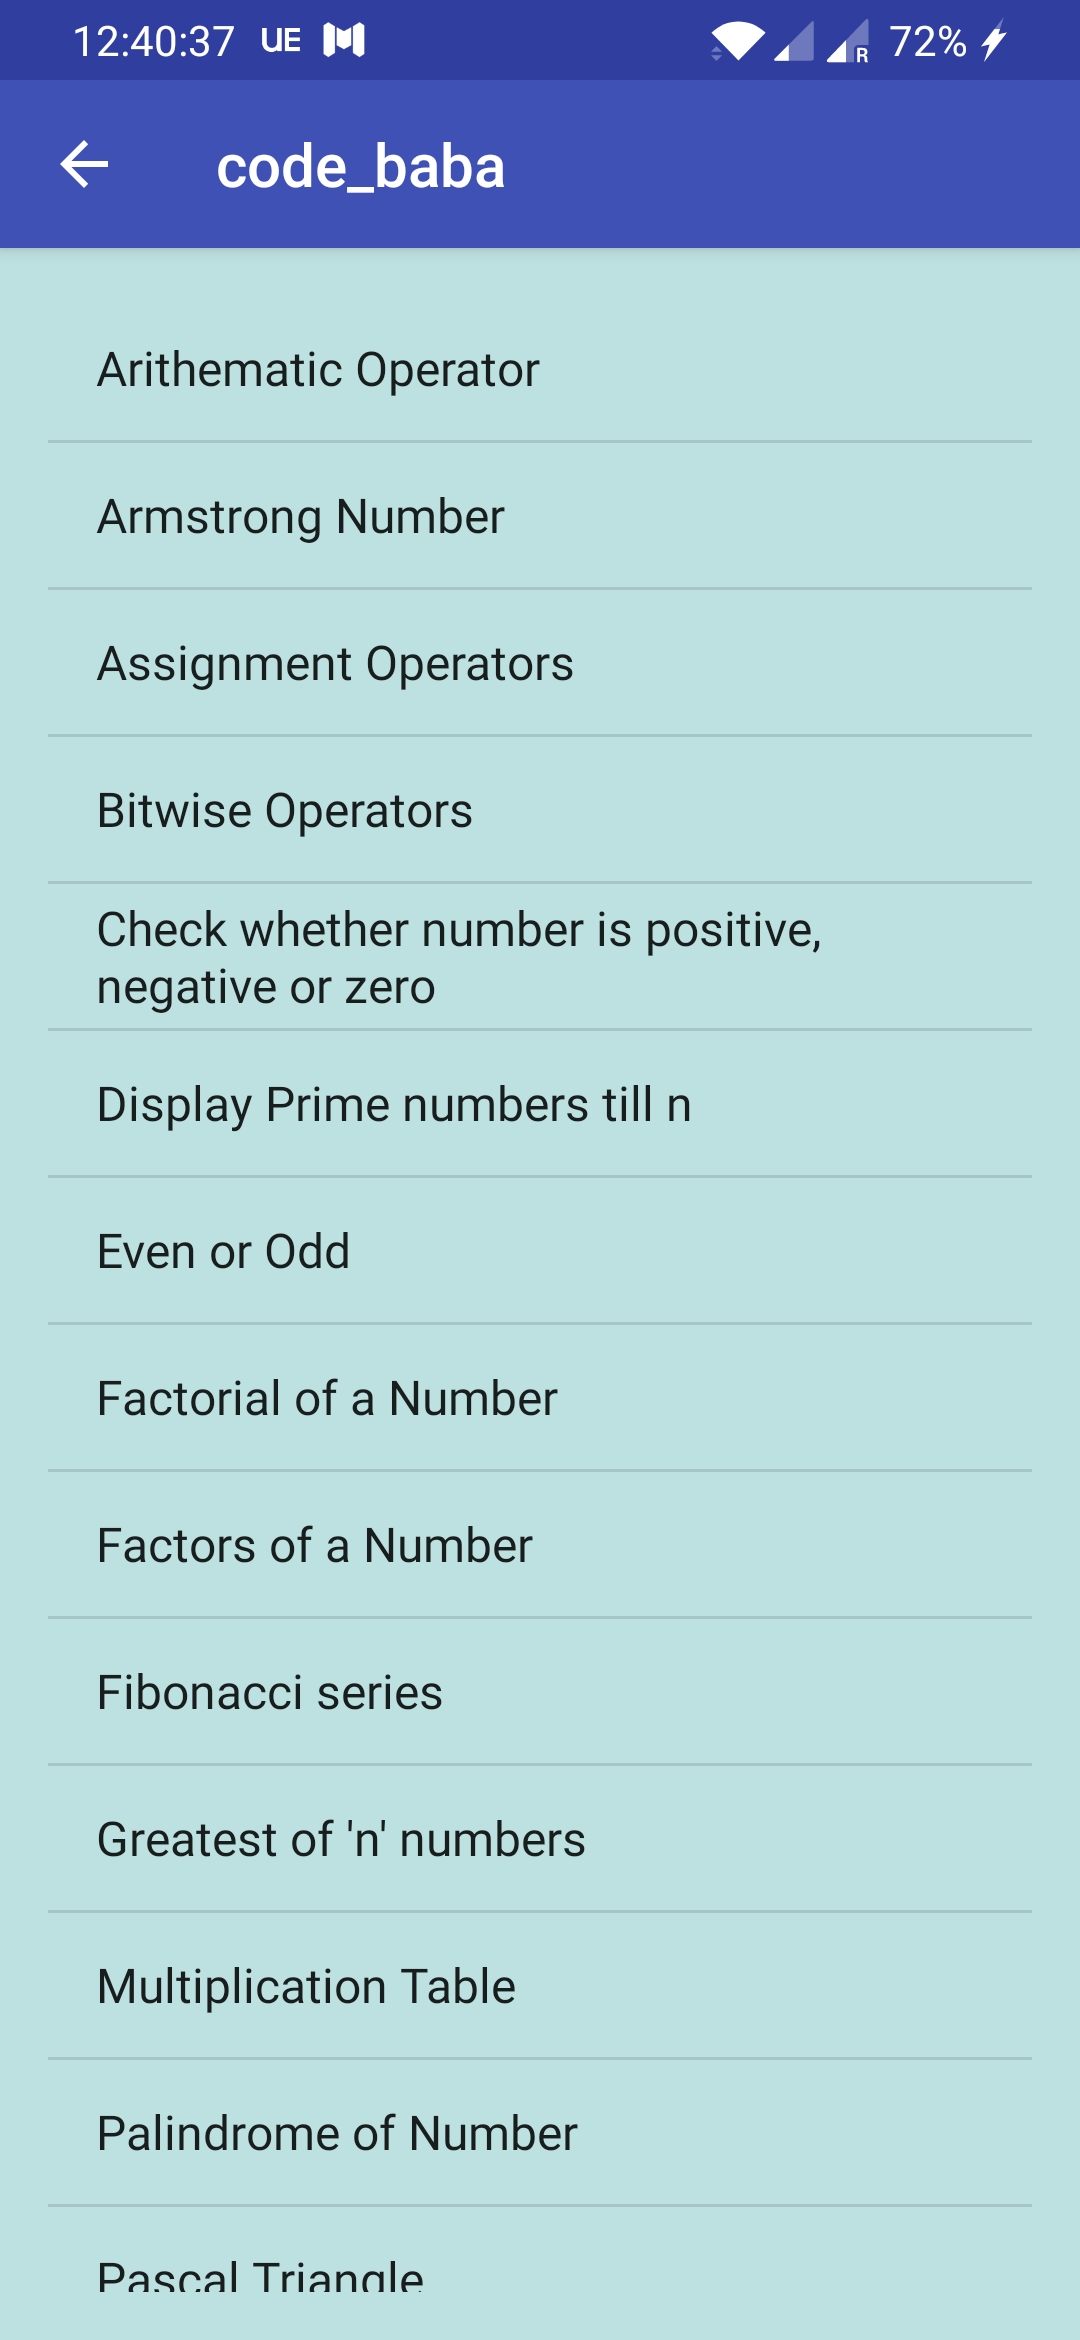 12:40:37 UE 72%
code_baba
Arithematic Operator
Armstrong Number
Assignment Operators
Bitwise Operators
Check whether number is positive,
negative or zero
Display Prime numbers till n
Even or Odd
Factorial of a Number
Factors of a Number
Fibonacci series
Greatest of 'n' numbers
Multiplication Table
Palindrome of Number
Pascal Triangle